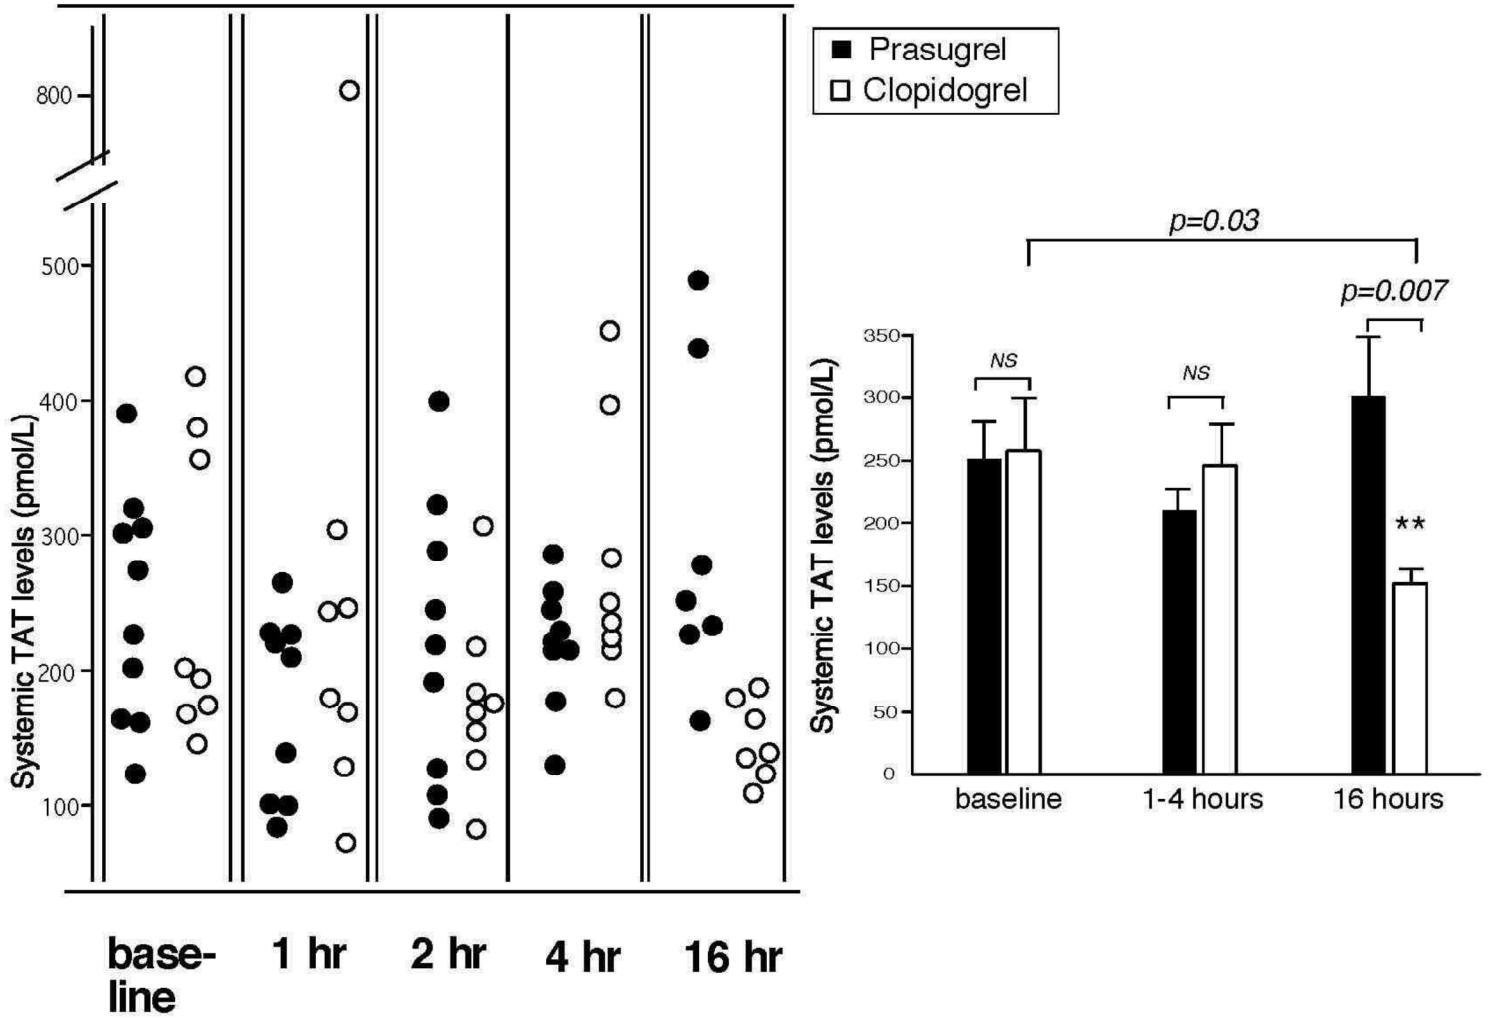 Systemic TAT levels (pmol/L)
800
500
400
300
200
100
base-
line
1 hr
2 hr
4 hr
16 hr
Prasugrel
Clopidogrel
p=0.03
p=0.007
NS
NS
**
Systemic TAT levels (pmol/L)
350
300
250
200
150
100
50
0
baseline
1-4 hours
16 hours